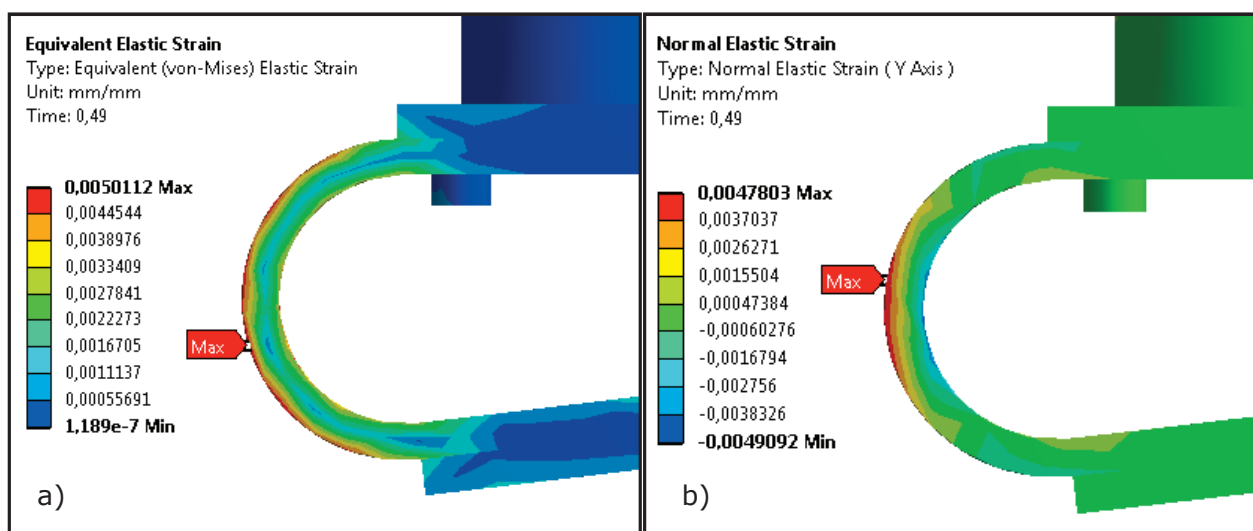 Equivalent Elastic Strain
Type: Equivalent (von-Mises) Elastic Strain
Unit: mm/mm
Time: 0,49
0,0050112 Max
0,0044544
0,0038976
0,0033409
0,0027841
0,0022273
0,0016705
0,0011137
0,00055691
1,189e-7 Min
Max
a)
Normal Elastic Strain
Type: Normal Elastic Strain ( Y Axis )
Unit: mm/mm
Time: 0,49
0,0047803 Max
0,0037037
0,0026271
0,0015504
0,00047384
-0,00060276
-0,0016794
-0,002756
-0,0038326
-0,0049092 Min
Max
b)